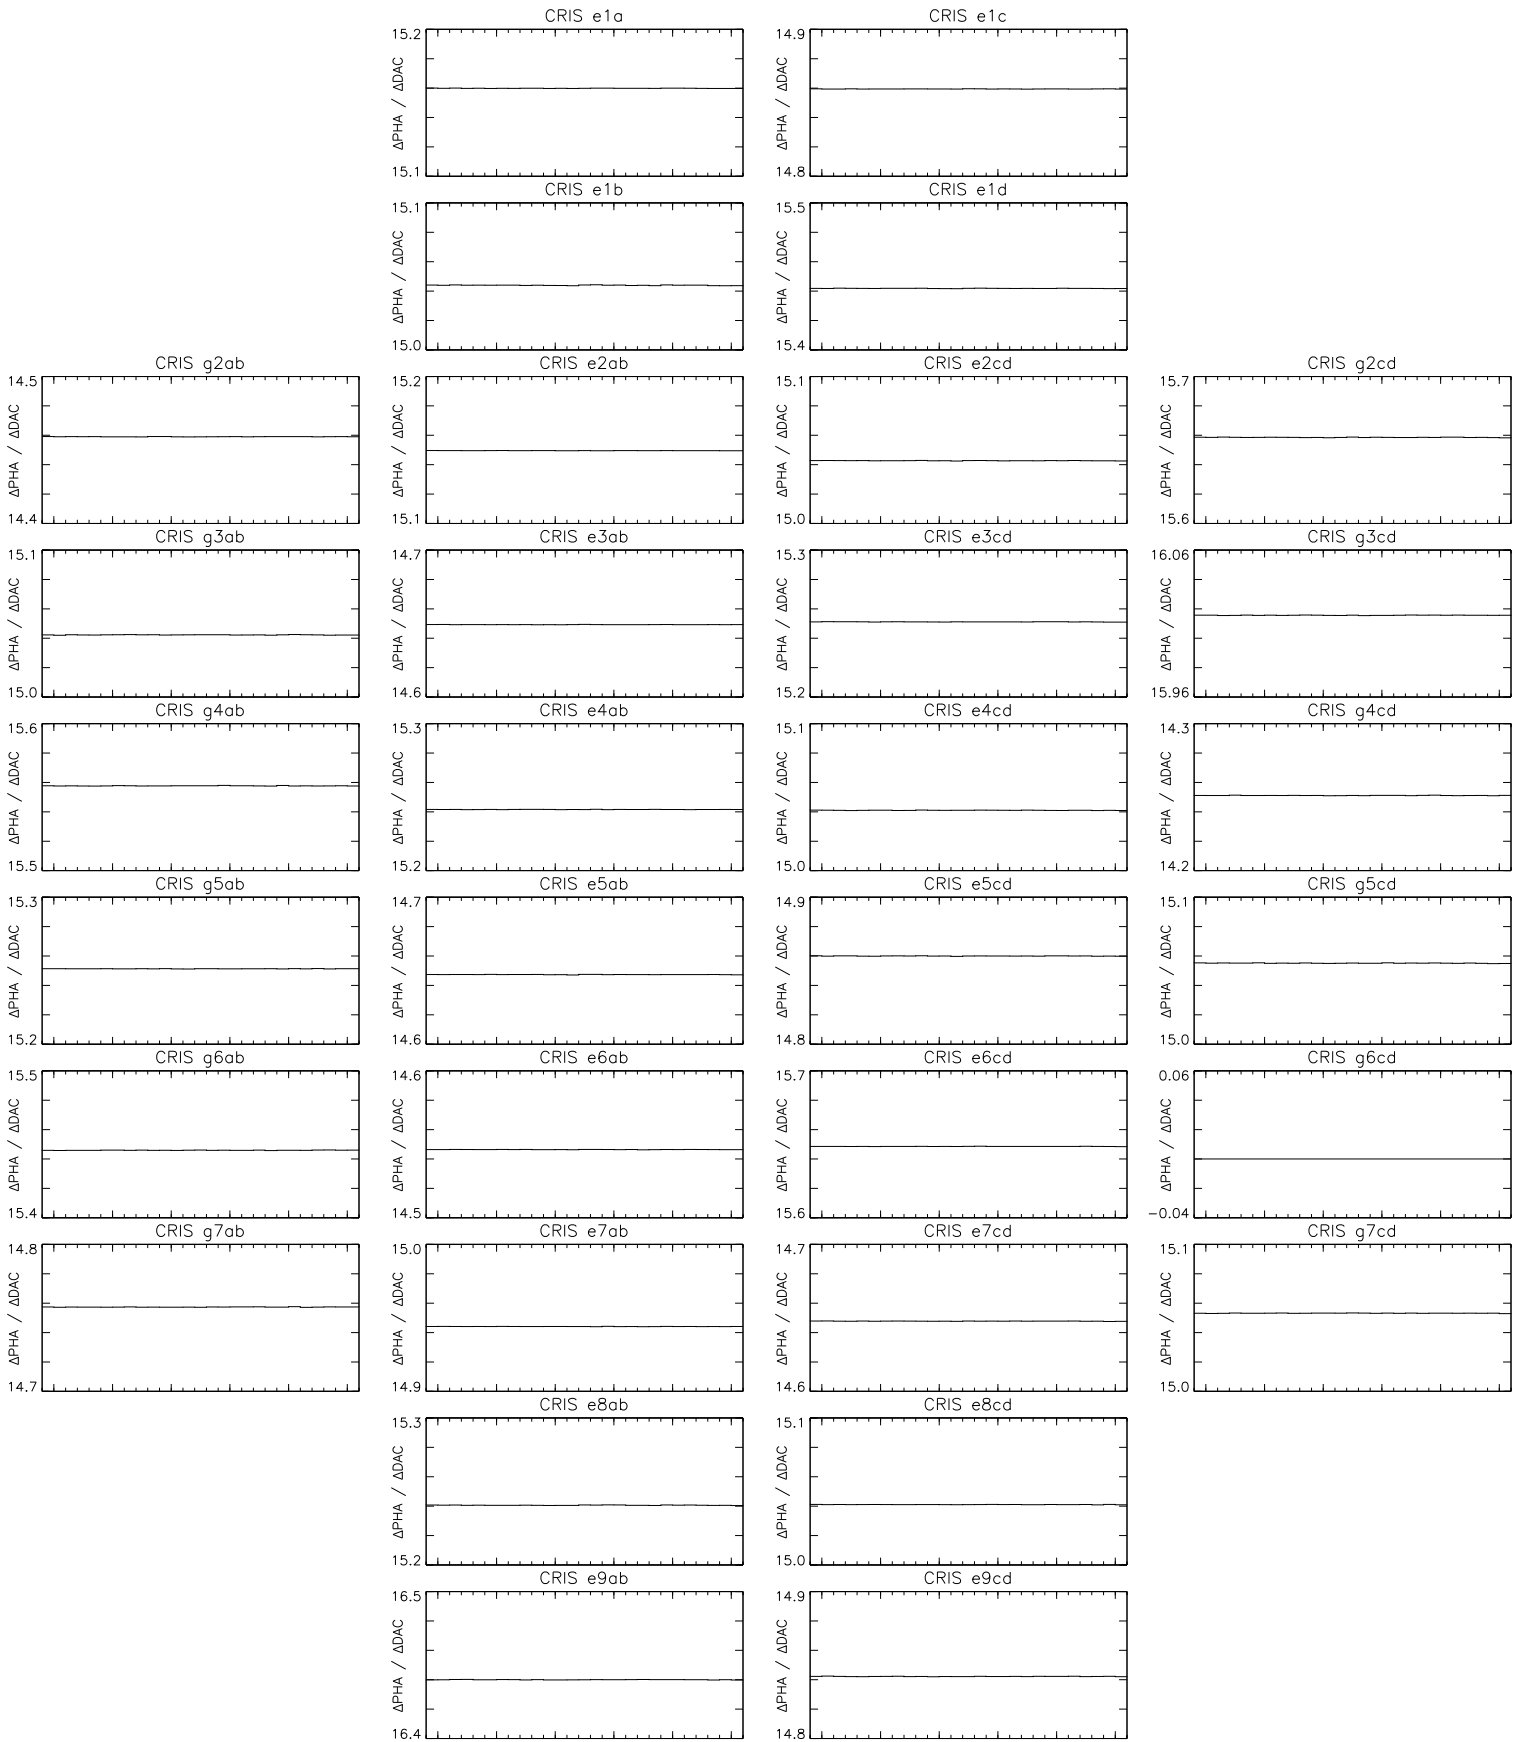 CRIS e1a
15.2
ΔPHA / ΔDAC
15.1
CRIS e1c
14.9
ΔPHA / ΔDAC
14.8
CRIS e1b
15.1
ΔPHA / ΔDAC
15.0
CRIS e1d
15.5
ΔPHA / ΔDAC
15.4
CRIS g2ab
14.5
ΔPHA / ΔDAC
14.4
CRIS e2ab
15.2
ΔPHA / ΔDAC
15.1
CRIS e2cd
15.1
ΔPHA / ΔDAC
15.0
CRIS g2cd
15.7
ΔPHA / ΔDAC
15.6
CRIS g3ab
15.1
ΔPHA / ΔDAC
15.0
CRIS e3ab
14.7
ΔPHA / ΔDAC
14.6
CRIS e3cd
15.3
ΔPHA / ΔDAC
15.2
CRIS g3cd
16.06
ΔPHA / ΔDAC
15.96
CRIS g4ab
15.6
ΔPHA / ΔDAC
15.5
CRIS e4ab
15.3
ΔPHA / ΔDAC
15.2
CRIS e4cd
15.1
ΔPHA / ΔDAC
15.0
CRIS g4cd
14.3
ΔPHA / ΔDAC
14.2
CRIS g5ab
15.3
ΔPHA / ΔDAC
15.2
CRIS e5ab
14.7
ΔPHA / ΔDAC
14.6
CRIS e5cd
14.9
ΔPHA / ΔDAC
14.8
CRIS g5cd
15.1
ΔPHA / ΔDAC
15.0
CRIS g6ab
15.5
ΔPHA / ΔDAC
15.4
CRIS e6ab
14.6
ΔPHA / ΔDAC
14.5
CRIS e6cd
15.7
ΔPHA / ΔDAC
15.6
CRIS g6cd
0.06
ΔPHA / ΔDAC
−0.04
CRIS g7ab
14.8
ΔPHA / ΔDAC
14.7
CRIS e7ab
15.0
ΔPHA / ΔDAC
14.9
CRIS e7cd
14.7
ΔPHA / ΔDAC
14.6
CRIS g7cd
15.1
ΔPHA / ΔDAC
15.0
CRIS e8ab
15.3
ΔPHA / ΔDAC
15.2
CRIS e8cd
15.1
ΔPHA / ΔDAC
15.0
CRIS e9ab
16.5
ΔPHA / ΔDAC
16.4
CRIS e9cd
14.9
ΔPHA / ΔDAC
14.8